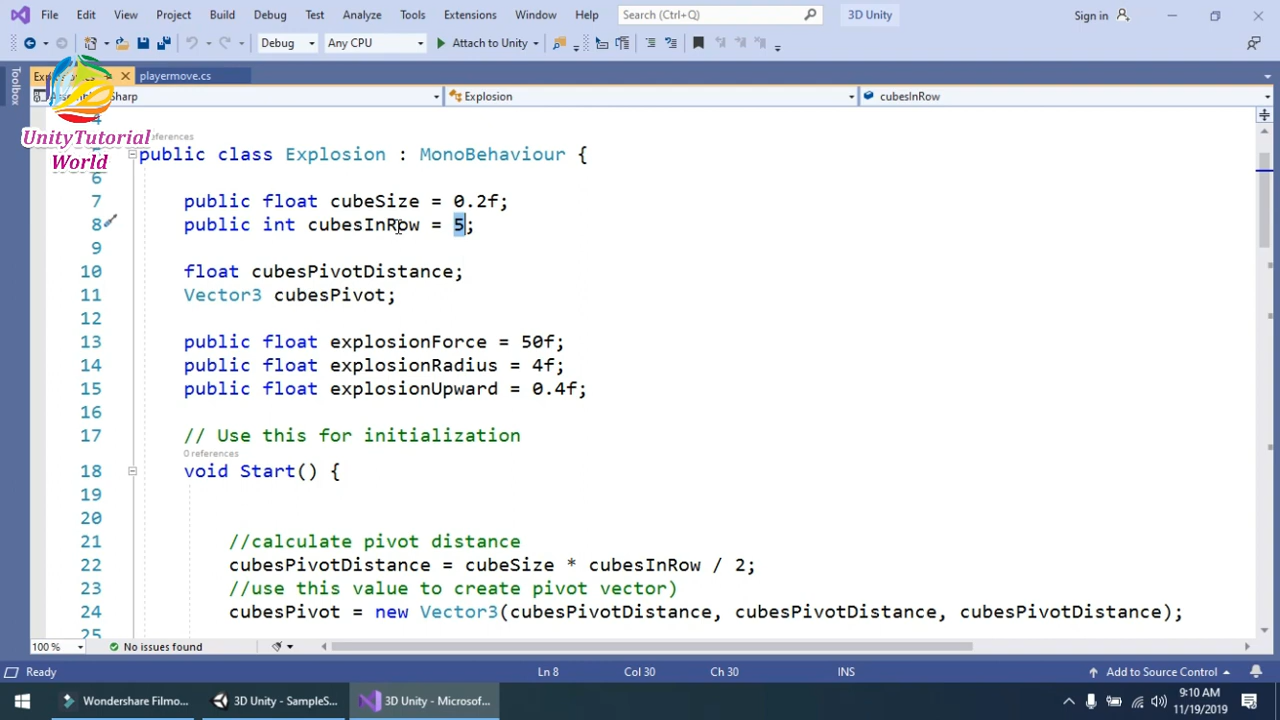 File Edit View Project Build Debug Test Analyze Tools Extensions Window Help Search (Ctrl+Q) 3D Unity Sign in
Debug Any CPU Attach to Unity
Toolbox
playermove.cs
Sharp Explosion cubesInRow
UnityTutorial
World
4
references
public class Explosion : MonoBehaviour {
6
7 public float cubeSize = 0.2f;
8 public int cubesInRow = 5;
9
10 float cubesPivotDistance;
11 Vector3 cubesPivot;
12
13 public float explosionForce = 50f;
14 public float explosionRadius = 4f;
15 public float explosionUpward = 0.4f;
16
17 // Use this for initialization
0 references
18 void Start() {
19
20
21 //calculate pivot distance
22 cubesPivotDistance = cubeSize * cubesInRow / 2;
23 //use this value to create pivot vector)
24 cubesPivot = new Vector3(cubesPivotDistance, cubesPivotDistance, cubesPivotDistance);
25
100 % No issues found
Ready Ln 8 Col 30 Ch 30 INS Add to Source Control
Wondershare Filmo... 3D Unity - SampleS... 3D Unity - Microsof... 9:10 AM
11/19/2019